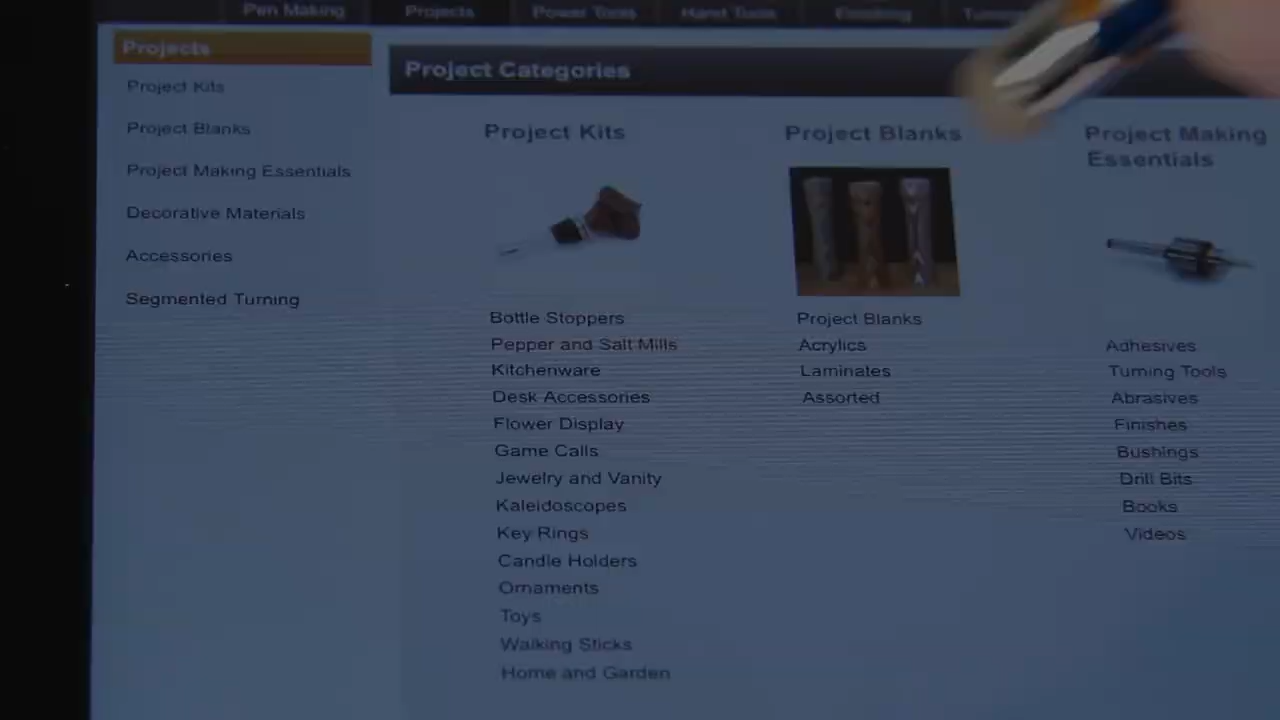 Pen Making
Projects
Power Tools
Hand Tools
Finishing
Projects
Project Kits
Project Blanks
Project Making Essentials
Decorative Materials
Accessories
Segmented Turning
Project Categories
Project Kits
Bottle Stoppers
Pepper and Salt Mills
Kitchenware
Desk Accessories
Flower Display
Game Calls
Jewelry and Vanity
Kaleidoscopes
Key Rings
Candle Holders
Ornaments
Toys
Walking Sticks
Home and Garden
Project Blanks
Project Blanks
Acrylics
Laminates
Assorted
Project Making
Essentials
Adhesives
Turning Tools
Abrasives
Finishes
Bushings
Drill Bits
Books
Videos